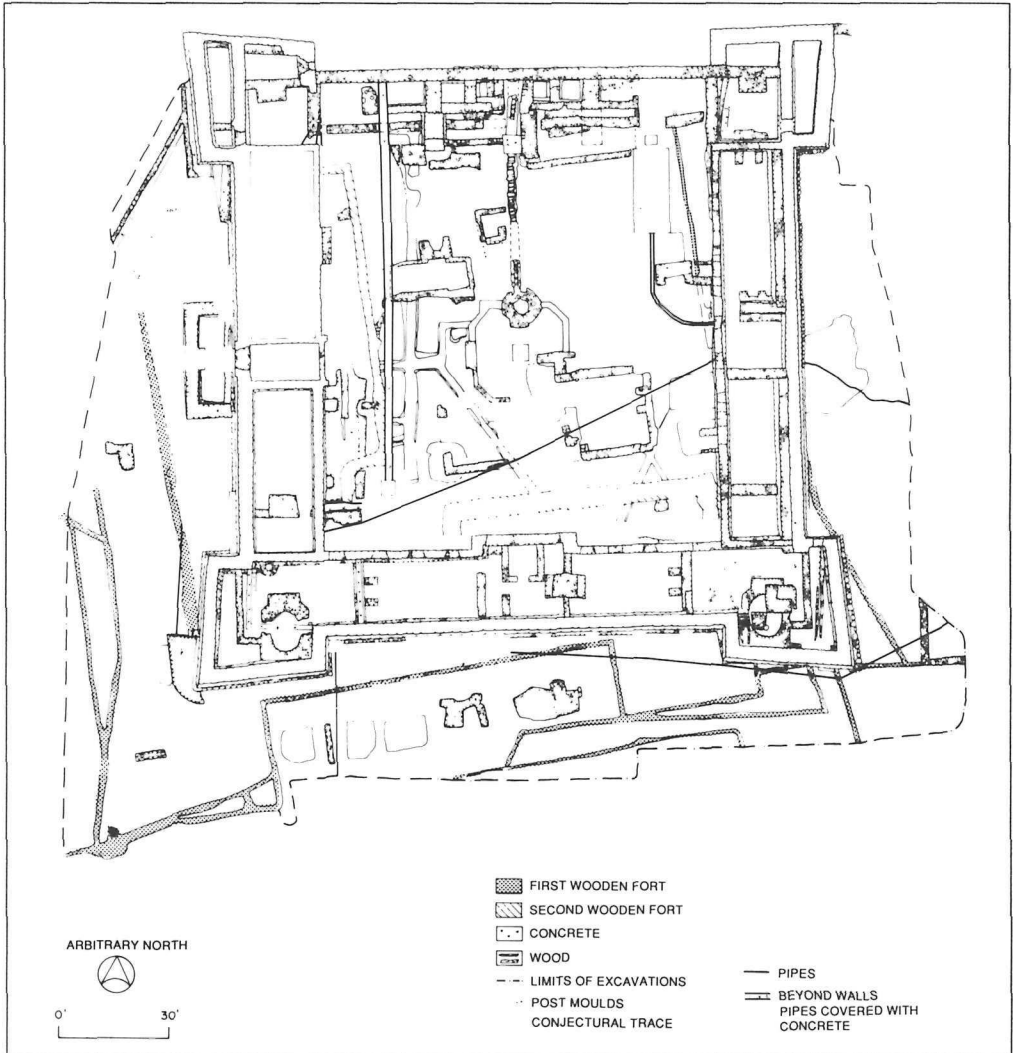 FIRST WOODEN FORT
SECOND WOODEN FORT
CONCRETE
WOOD
LIMITS OF EXCAVATIONS
POST MOULDS
CONJECTURAL TRACE
PIPES
BEYOND WALLS
PIPES COVERED WITH
CONCRETE
ARBITRARY NORTH
0' 30'